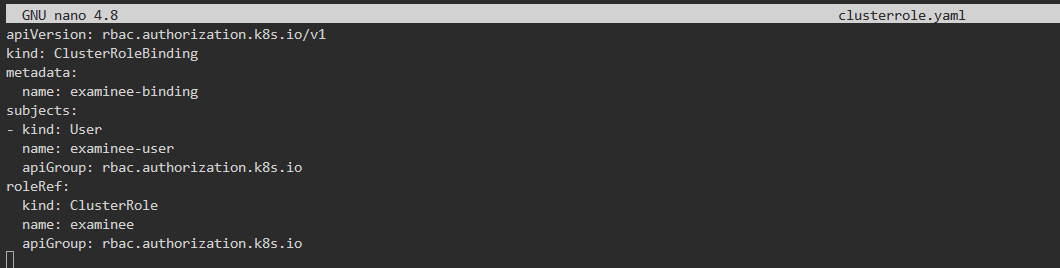 GNU nano 4.8 clusterrole.yaml
apiVersion: rbac.authorization.k8s.io/v1
kind: ClusterRoleBinding
metadata:
  name: examinee-binding
subjects:
- kind: User
  name: examinee-user
  apiGroup: rbac.authorization.k8s.io
roleRef:
  kind: ClusterRole
  name: examinee
  apiGroup: rbac.authorization.k8s.io